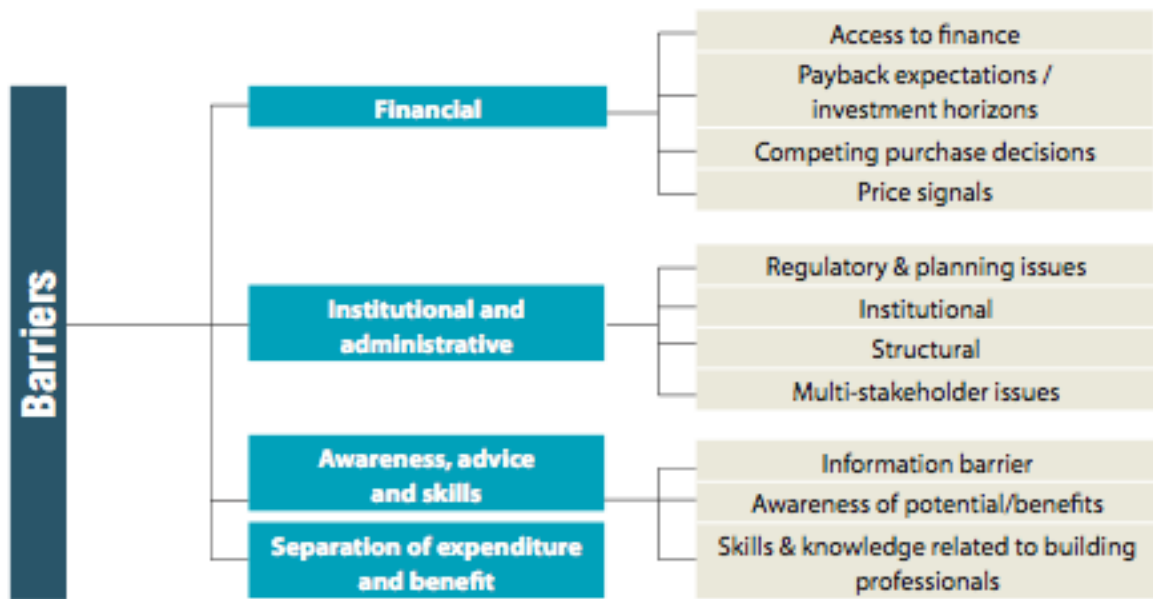 Barriers
Financial
Access to finance
Payback expectations /
investment horizons
Competing purchase decisions
Price signals
Institutional and
administrative
Regulatory & planning issues
Institutional
Structural
Multi-stakeholder issues
Awareness, advice
and skills
Information barrier
Awareness of potential/benefits
Skills & knowledge related to building
professionals
Separation of expenditure
and benefit